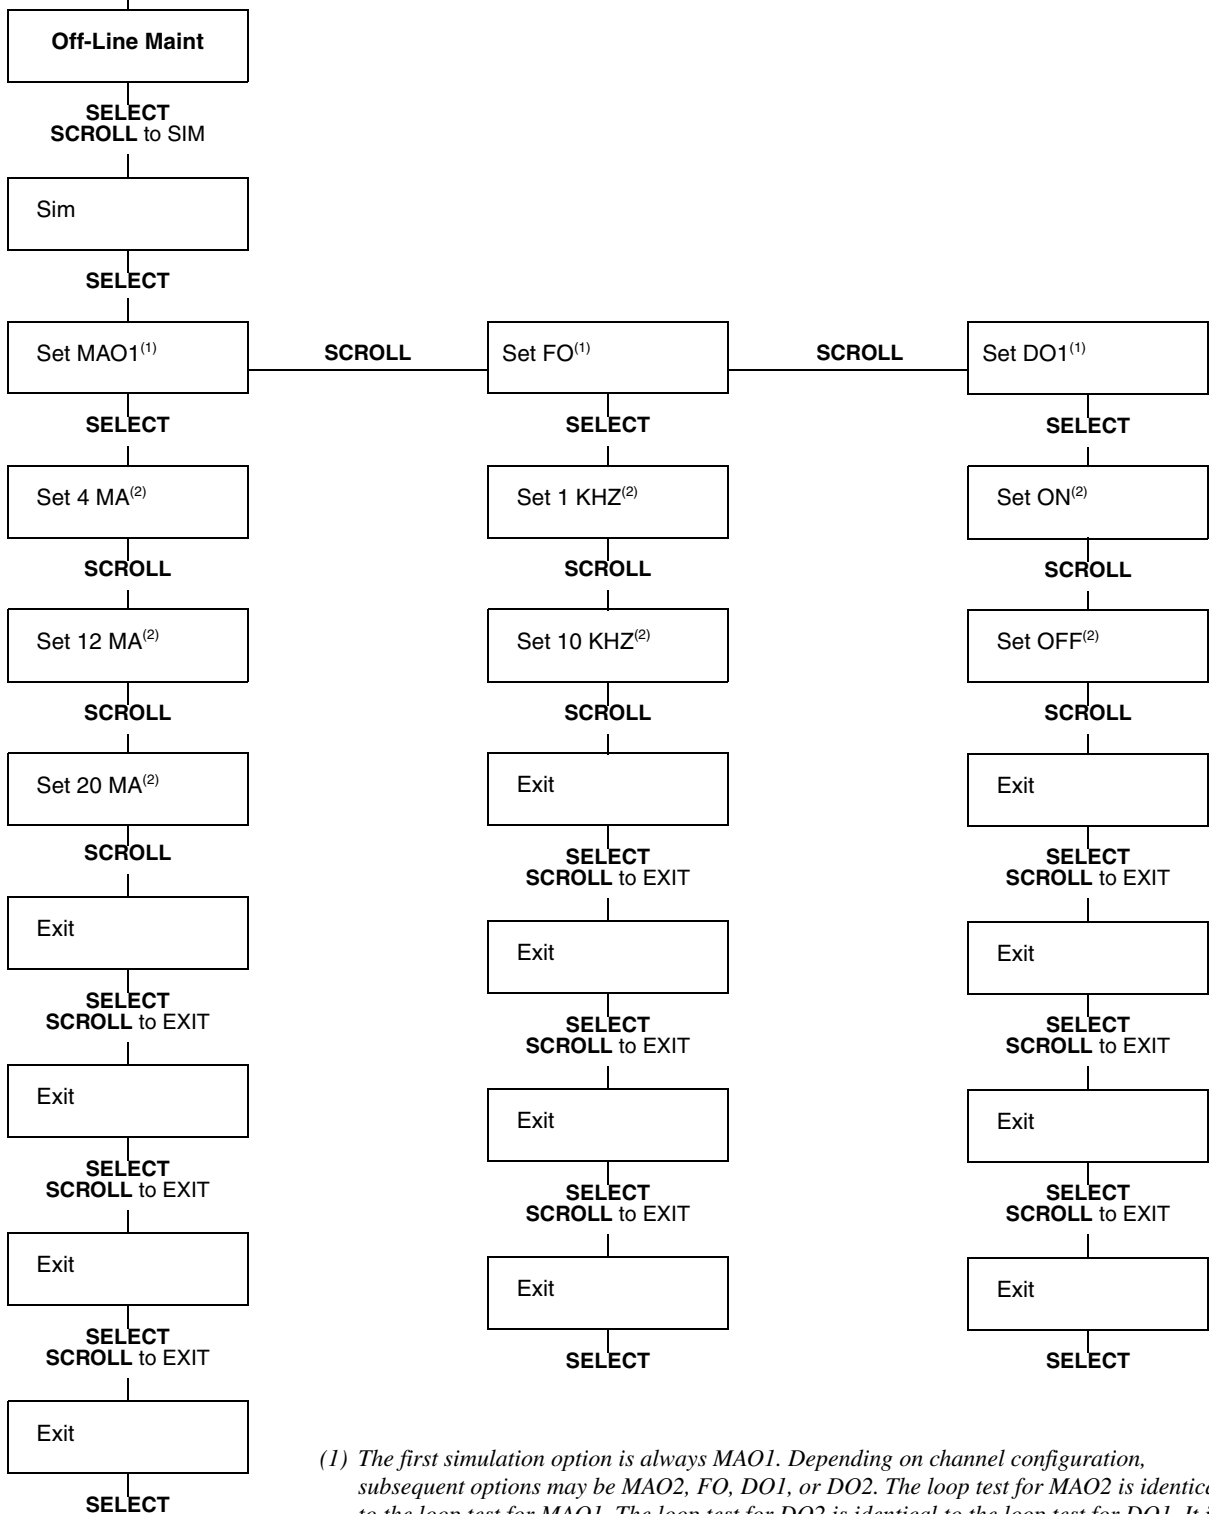 Off-Line Maint
SELECT
SCROLL to SIM
Sim
SELECT
Set MAO1(1)
SCROLL
Set FO(1)
SCROLL
Set DO1(1)
SELECT
SELECT
SELECT
Set 4 MA(2)
Set 1 KHZ(2)
Set ON(2)
SCROLL
SCROLL
SCROLL
Set 12 MA(2)
Set 10 KHZ(2)
Set OFF(2)
SCROLL
SCROLL
SCROLL
Set 20 MA(2)
Exit
Exit
SCROLL
SELECT
SCROLL to EXIT
SELECT
SCROLL to EXIT
Exit
Exit
Exit
SELECT
SCROLL to EXIT
SELECT
SCROLL to EXIT
SELECT
SCROLL to EXIT
Exit
Exit
Exit
SELECT
SCROLL to EXIT
SELECT
SCROLL to EXIT
SELECT
SCROLL to EXIT
Exit
Exit
Exit
SELECT
SCROLL to EXIT
SELECT
SELECT
Exit
SELECT
(1) The first simulation option is always MAO1. Depending on channel configuration,
subsequent options may be MAO2, FO, DO1, or DO2. The loop test for MAO2 is identica
to the loop test for MAO1. The loop test for DO2 is identical to the loop test for DO1. It i